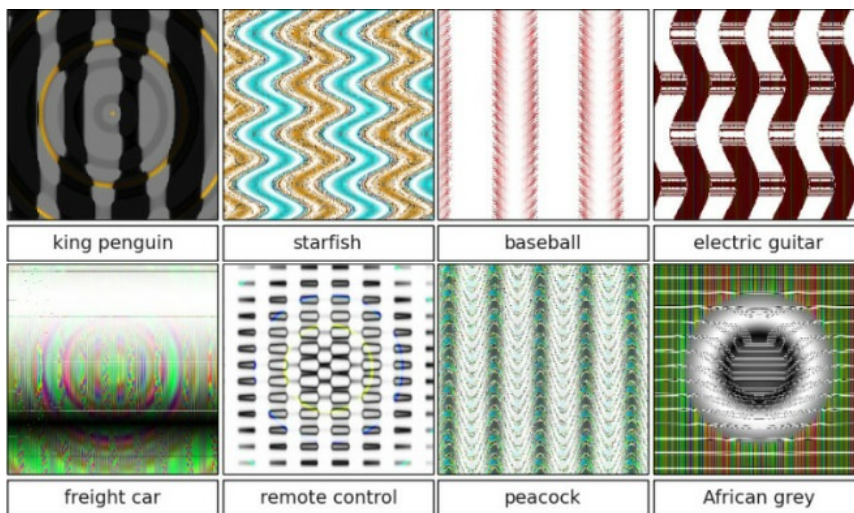 king penguin
starfish
baseball
electric guitar
freight car
remote control
peacock
African grey